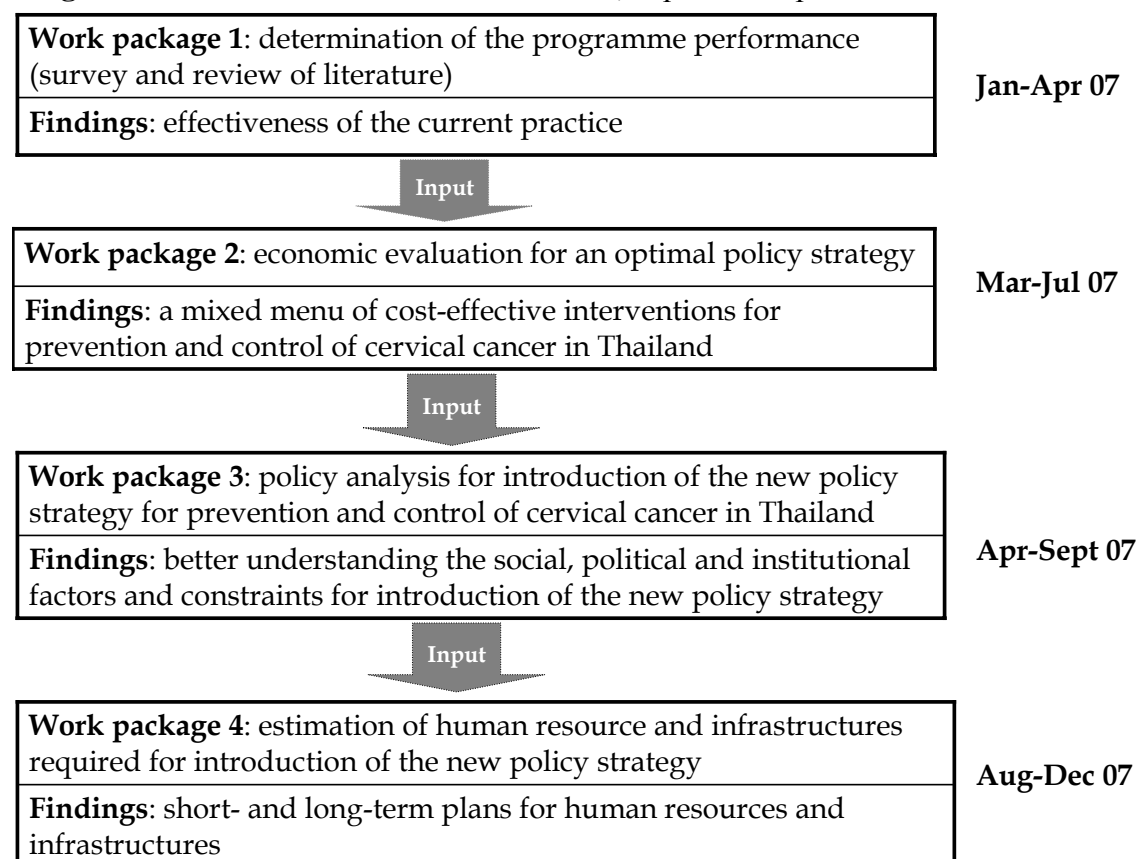 Work package 1: determination of the programme performance
(survey and review of literature)
Jan-Apr 07
Findings: effectiveness of the current practice
Input
Work package 2: economic evaluation for an optimal policy strategy
Mar-Jul 07
Findings: a mixed menu of cost-effective interventions for
prevention and control of cervical cancer in Thailand
Input
Work package 3: policy analysis for introduction of the new policy
strategy for prevention and control of cervical cancer in Thailand
Apr-Sept 07
Findings: better understanding the social, political and institutional
factors and constraints for introduction of the new policy strategy
Input
Work package 4: estimation of human resource and infrastructures
required for introduction of the new policy strategy
Aug-Dec 07
Findings: short- and long-term plans for human resources and
infrastructures